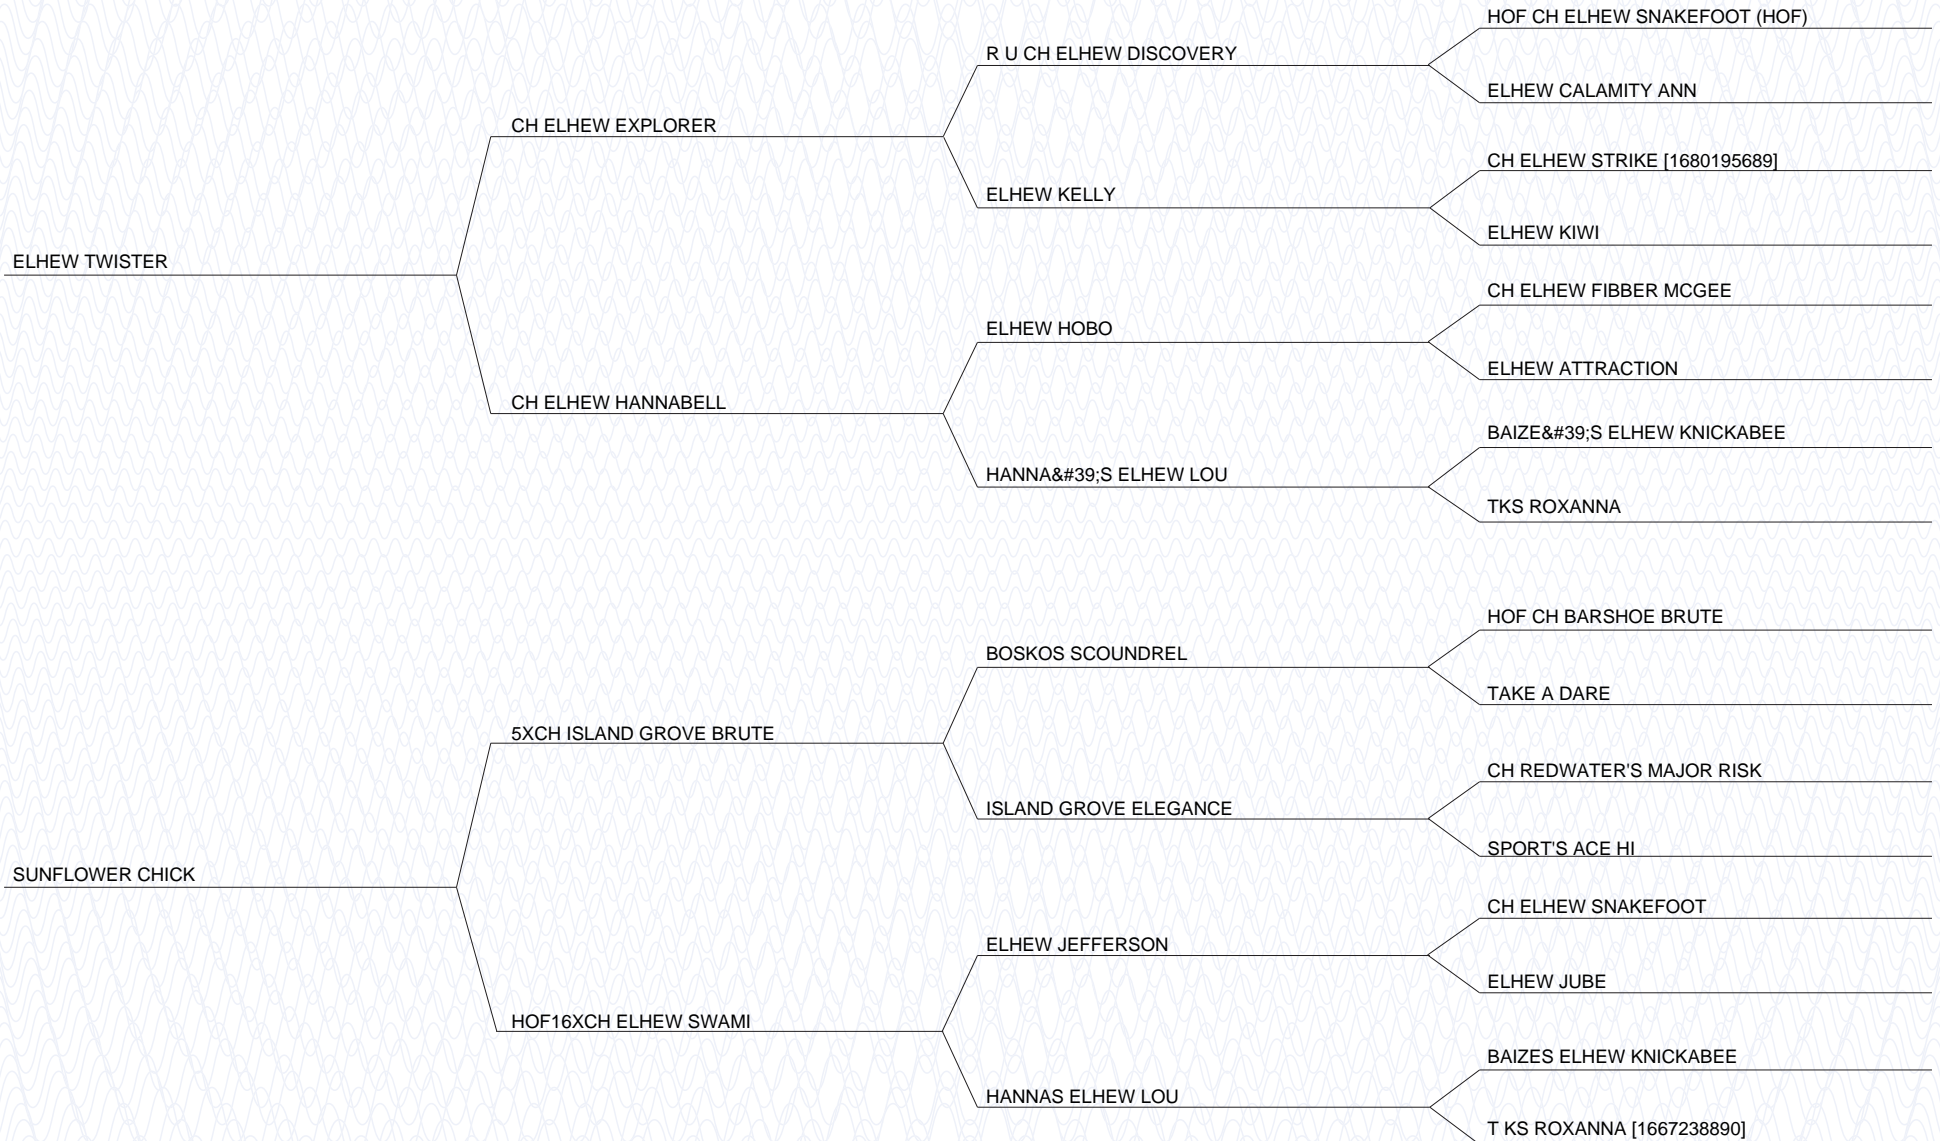 HOF CH ELHEW SNAKEFOOT (HOF)
R U CH ELHEW DISCOVERY
ELHEW CALAMITY ANN
CH ELHEW EXPLORER
CH ELHEW STRIKE [1680195689]
ELHEW KELLY
ELHEW KIWI
ELHEW TWISTER
CH ELHEW FIBBER MCGEE
ELHEW HOBO
ELHEW ATTRACTION
CH ELHEW HANNABELL
BAIZE&#39;S ELHEW KNICKABEE
HANNA&#39;S ELHEW LOU
TKS ROXANNA
HOF CH BARSHOE BRUTE
BOSKOS SCOUNDREL
TAKE A DARE
5XCH ISLAND GROVE BRUTE
CH REDWATER'S MAJOR RISK
ISLAND GROVE ELEGANCE
SPORT'S ACE HI
SUNFLOWER CHICK
CH ELHEW SNAKEFOOT
ELHEW JEFFERSON
ELHEW JUBE
HOF16XCH ELHEW SWAMI
BAIZES ELHEW KNICKABEE
HANNAS ELHEW LOU
T KS ROXANNA [1667238890]